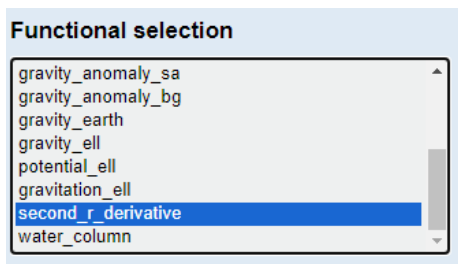 Functional selection
gravity_anomaly_sa
gravity_anomaly_bg
gravity_earth
gravity_ell
potential_ell
gravitation_ell
second_r_derivative
water_column